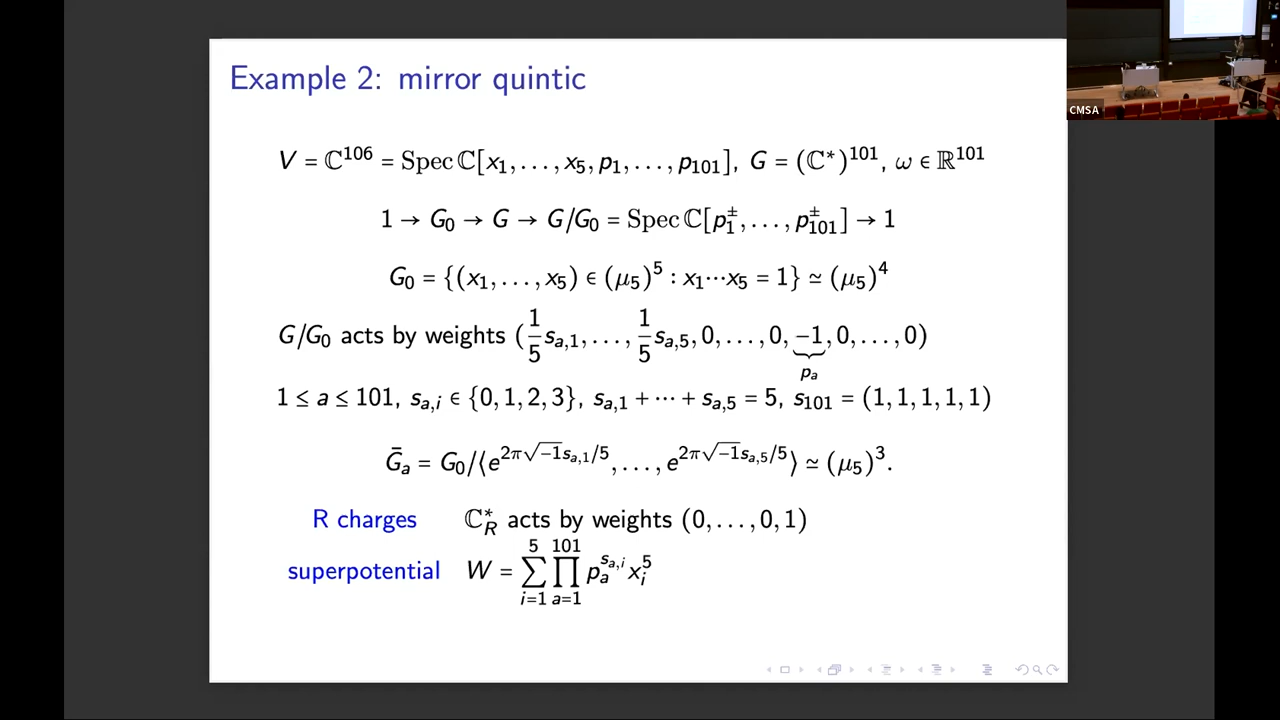 Example 2: mirror quintic
CMSA
V = ℂ^106 = Spec ℂ[x_1, …, x_5, p_1, …, p_101], G = (ℂ*)^101, ω ∈ ℝ^101
1 → G_0 → G → G/G_0 = Spec ℂ[p_1^±, …, p_101^±] → 1
G_0 = {(x_1, …, x_5) ∈ (μ_5)^5 : x_1⋯x_5 = 1} ≃ (μ_5)^4
G/G_0 acts by weights (1/5 s_{a,1}, …, 1/5 s_{a,5}, 0, …, 0, −1, 0, …, 0)
p_a
1 ≤ a ≤ 101, s_{a,i} ∈ {0, 1, 2, 3}, s_{a,1} + ⋯ + s_{a,5} = 5, s_101 = (1, 1, 1, 1, 1)
Ḡ_a = G_0/⟨e^{2π√−1 s_{a,1}/5}, …, e^{2π√−1 s_{a,5}/5}⟩ ≃ (μ_5)^3.
R charges ℂ*_R acts by weights (0, …, 0, 1)
superpotential W = ∑_{i=1}^{5} ∏_{a=1}^{101} p_a^{s_{a,i}} x_i^5